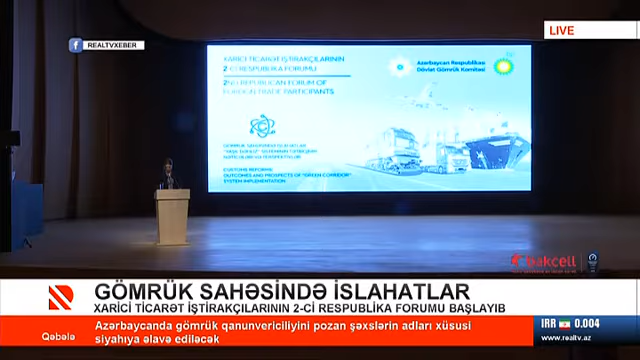 REALTVXEBER
LIVE
XARİCİ TİCARƏT İŞTİRAKÇILARININ
2-Cİ RESPUBLİKA FORUMU
2ND REPUBLICAN FORUM OF
FOREIGN TRADE PARTICIPANTS
Azərbaycan Respublikası
Dövlət Gömrük Komitəsi
CUSTOMS REFORMS:
OUTCOMES AND PROSPECTS OF "GREEN CORRIDOR"
SYSTEM IMPLEMENTATION
bakcell
GÖMRÜK SAHƏSİNDƏ İSLAHATLAR
XARİCİ TİCARƏT İŞTİRAKÇILARININ 2-Cİ RESPUBLİKA FORUMU BAŞLAYIB
Qəbələ
Azərbaycanda gömrük qanunvericiliyini pozan şəxslərin adları xüsusi
siyahıya əlavə ediləcək
IRR 0.004
www.realtv.az